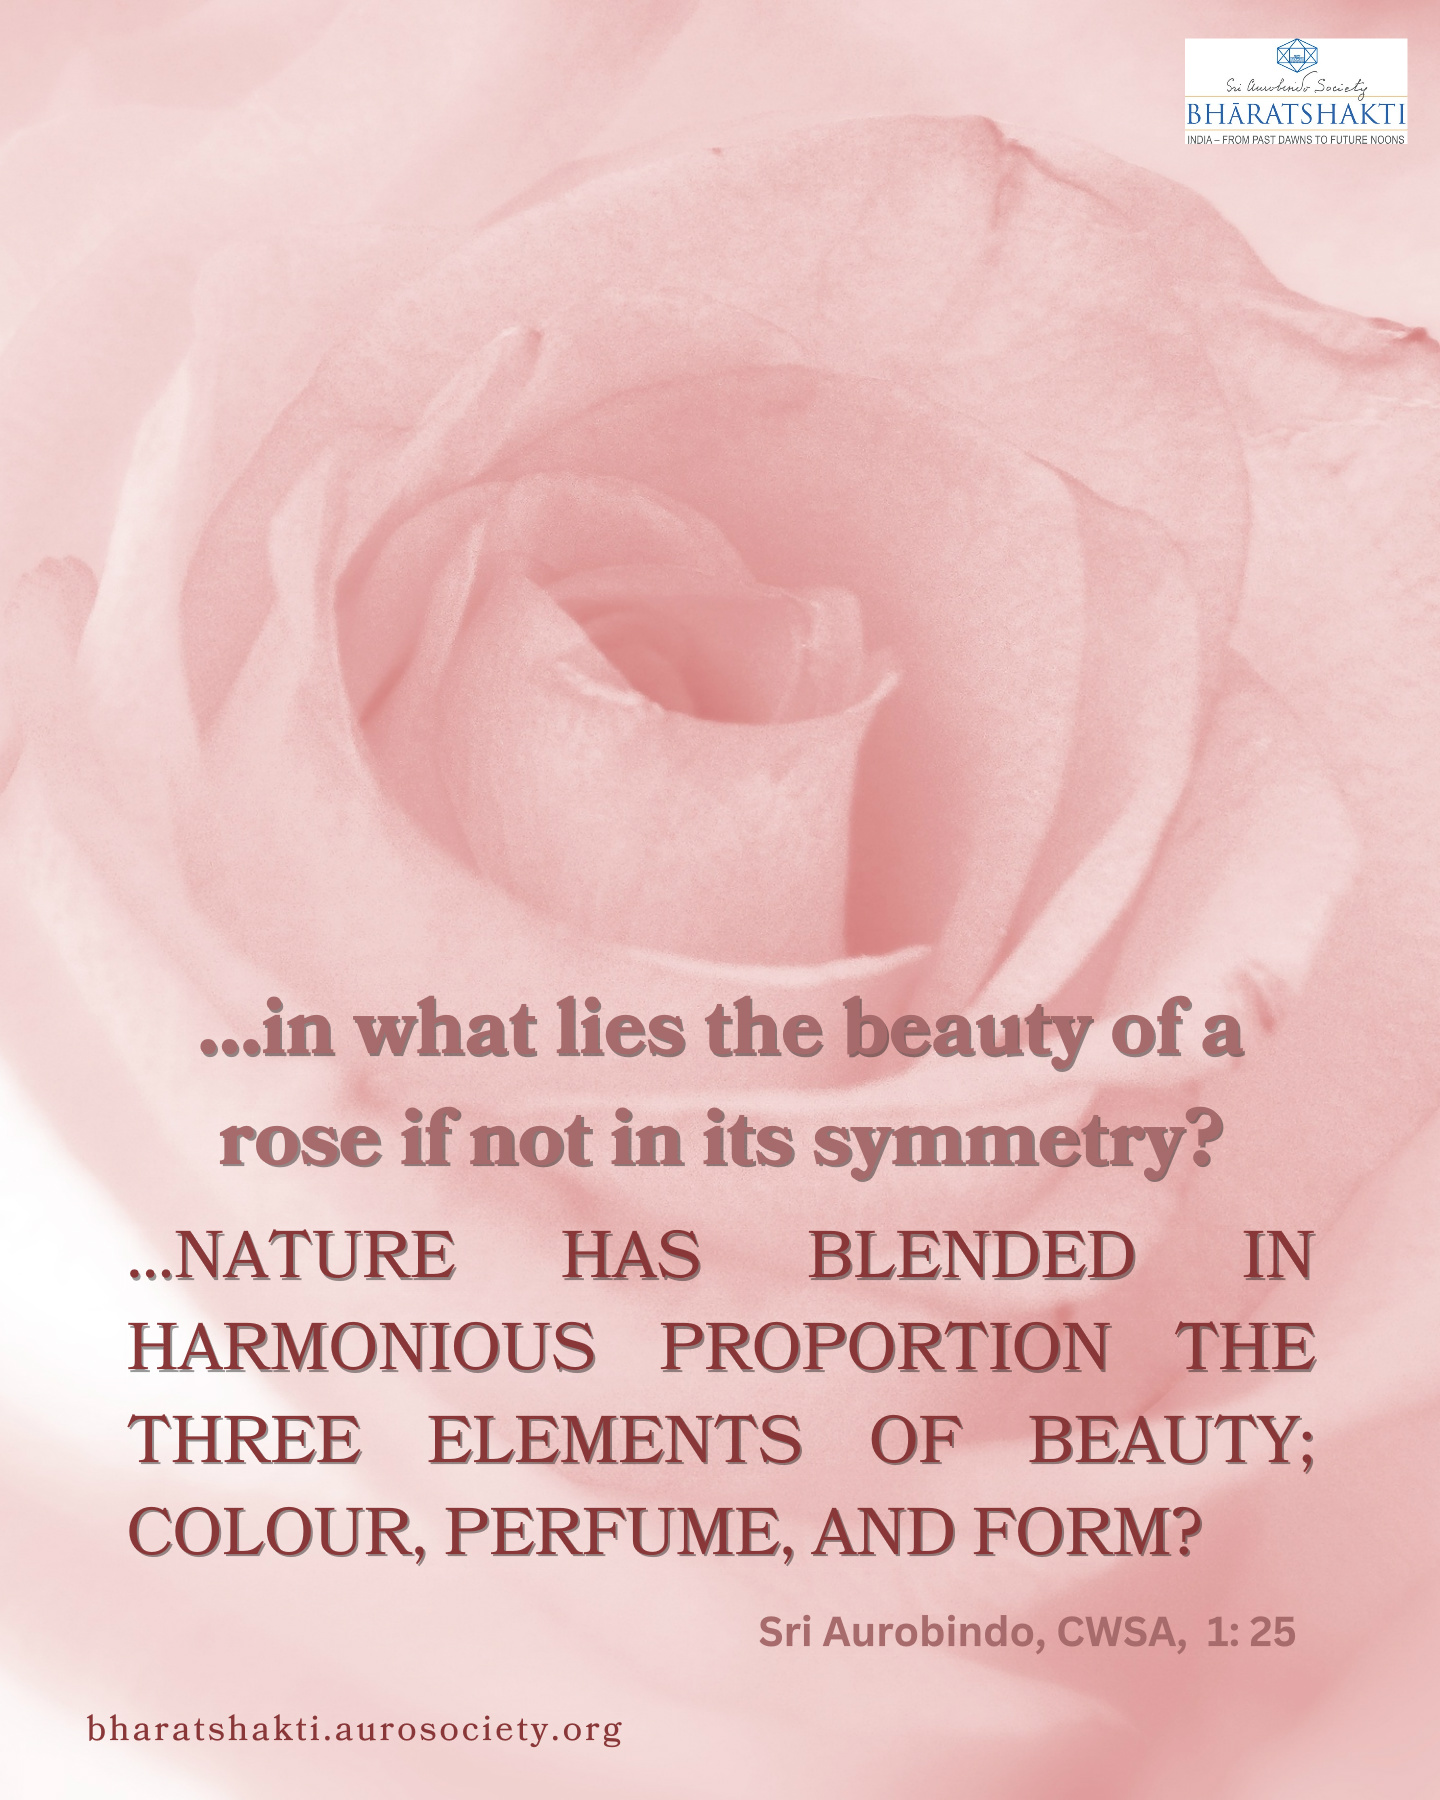 Sri Aurobindo Society
BHĀRATSHAKTI
INDIA – FROM PAST DAWNS TO FUTURE NOONS
...in what lies the beauty of a
rose if not in its symmetry?
...NATURE HAS BLENDED IN
HARMONIOUS PROPORTION THE
THREE ELEMENTS OF BEAUTY;
COLOUR, PERFUME, AND FORM?
Sri Aurobindo, CWSA, 1: 25
bharatshakti.aurosociety.org